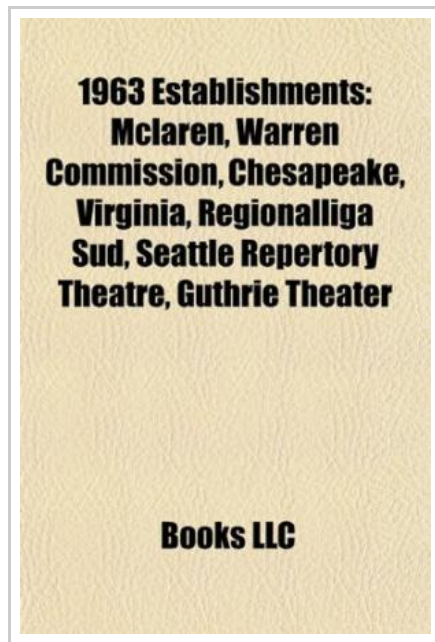 1963 Establishments:
Mclaren, Warren
Commission, Chesapeake,
Virginia, Regionalliga
Sud, Seattle Repertory
Theatre, Guthrie Theater
Books LLC